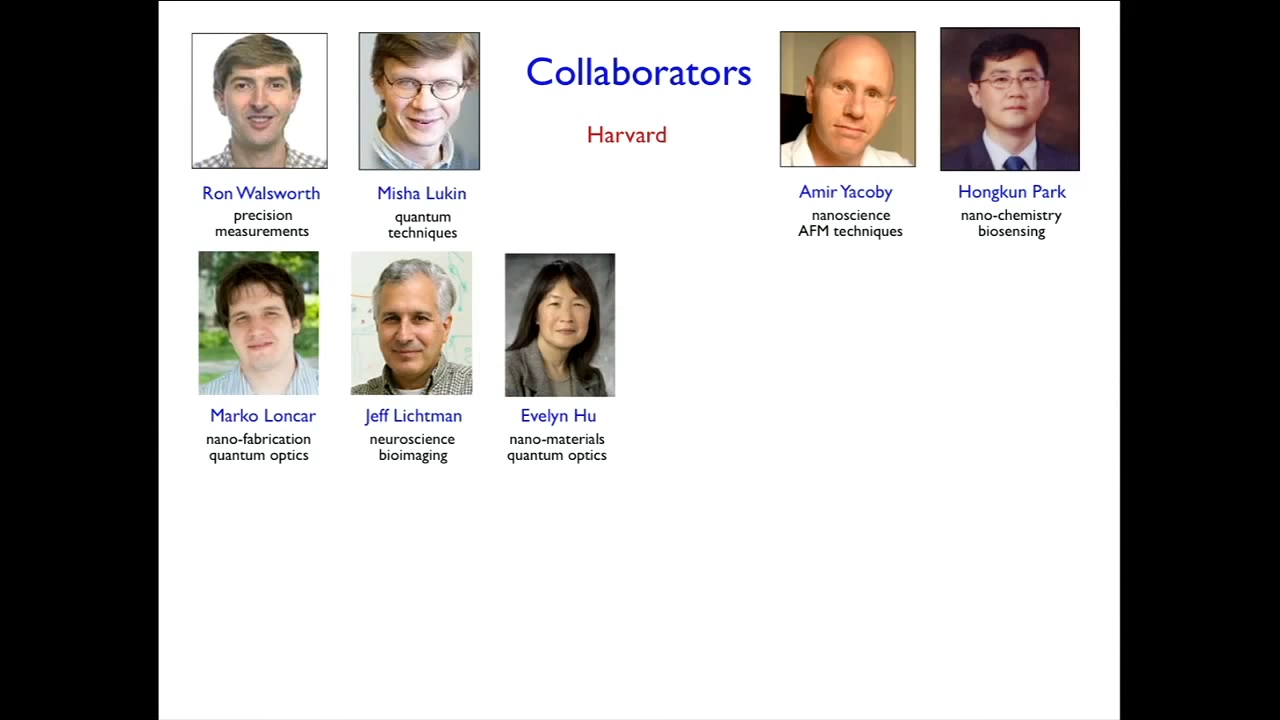 Collaborators
Harvard
Ron Walsworth
precision
measurements
Misha Lukin
quantum
techniques
Amir Yacoby
nanoscience
AFM techniques
Hongkun Park
nano-chemistry
biosensing
Marko Loncar
nano-fabrication
quantum optics
Jeff Lichtman
neuroscience
bioimaging
Evelyn Hu
nano-materials
quantum optics